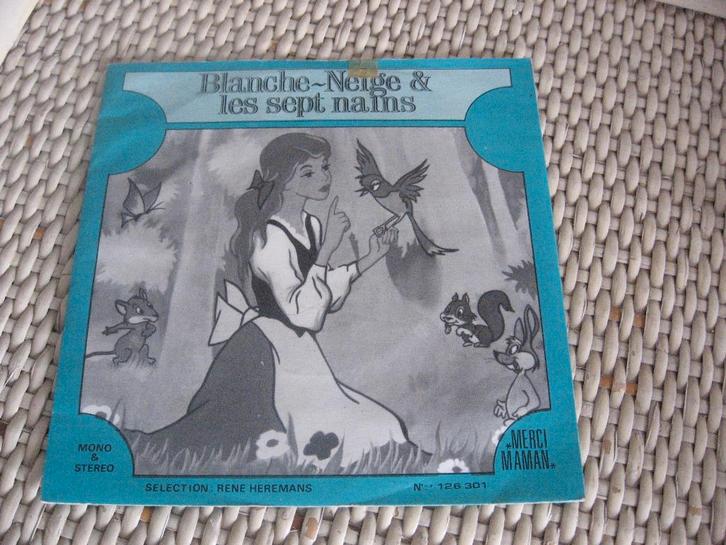 Blanche~Neige &
les sept nains
MONO
&
STEREO
*MERCI
MAMAN*
SELECTION : RENE HEREMANS
N° 126.301